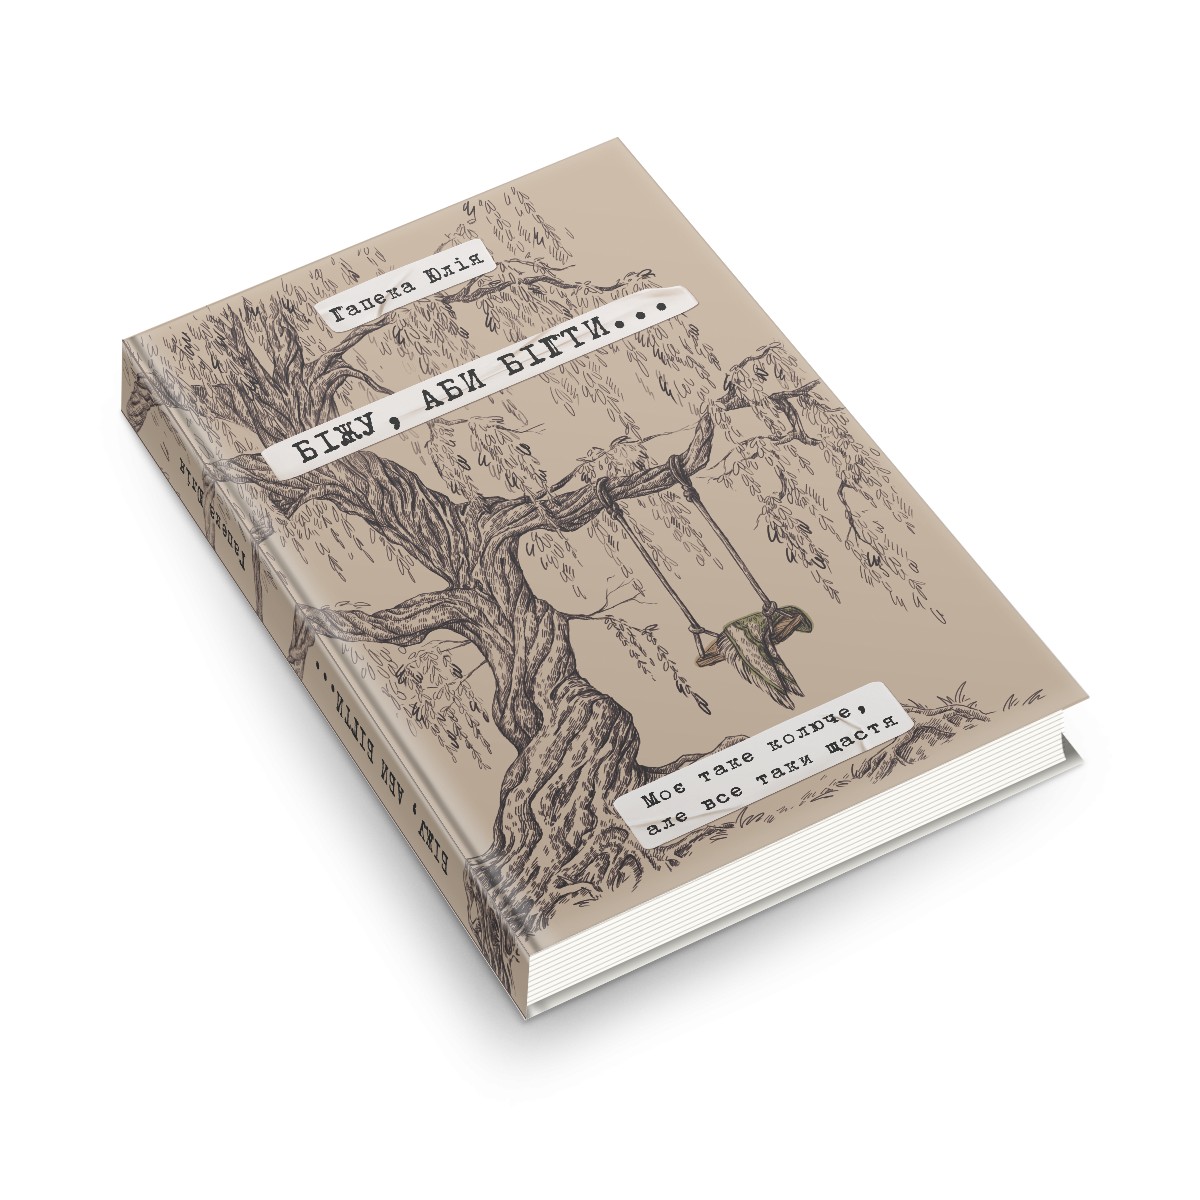 Гапека Юлія
БІЖУ, АБИ БІГТИ...
Моє таке колюче,
але все таки щастя
Гапека Юлія
БІЖУ, АБИ БІГТИ...